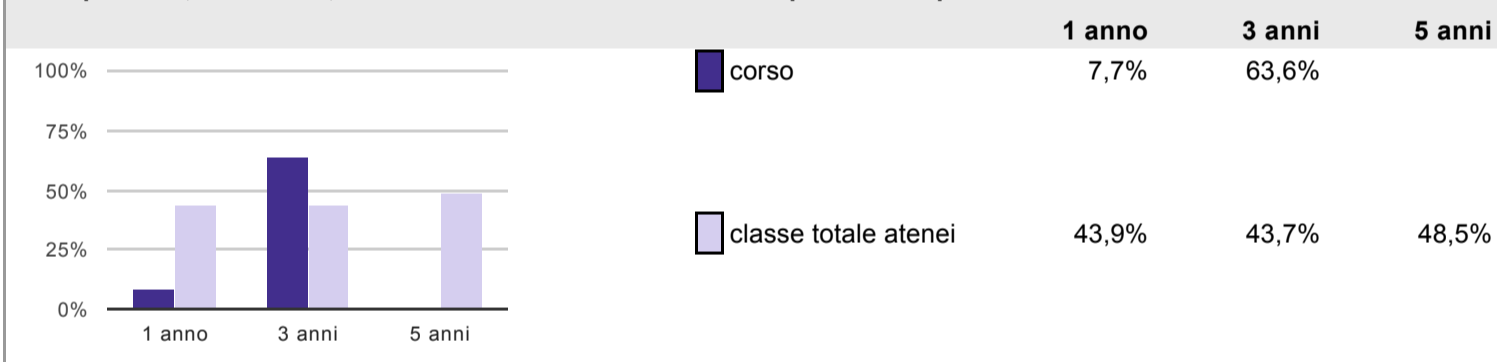 1 anno 3 anni 5 anni
100%
75%
50%
25%
0%
1 anno 3 anni 5 anni
corso 7,7% 63,6%
classe totale atenei 43,9% 43,7% 48,5%